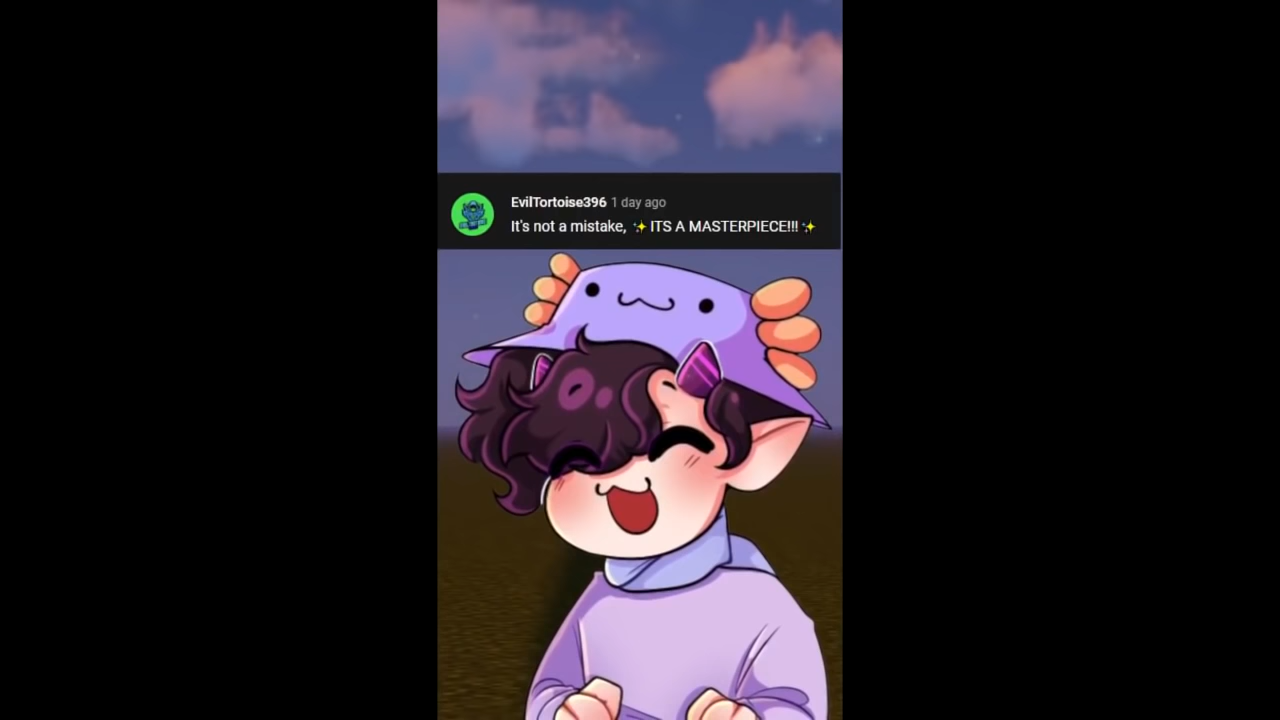 EvilTortoise396 1 day ago
It's not a mistake, ✨ITS A MASTERPIECE!!!✨